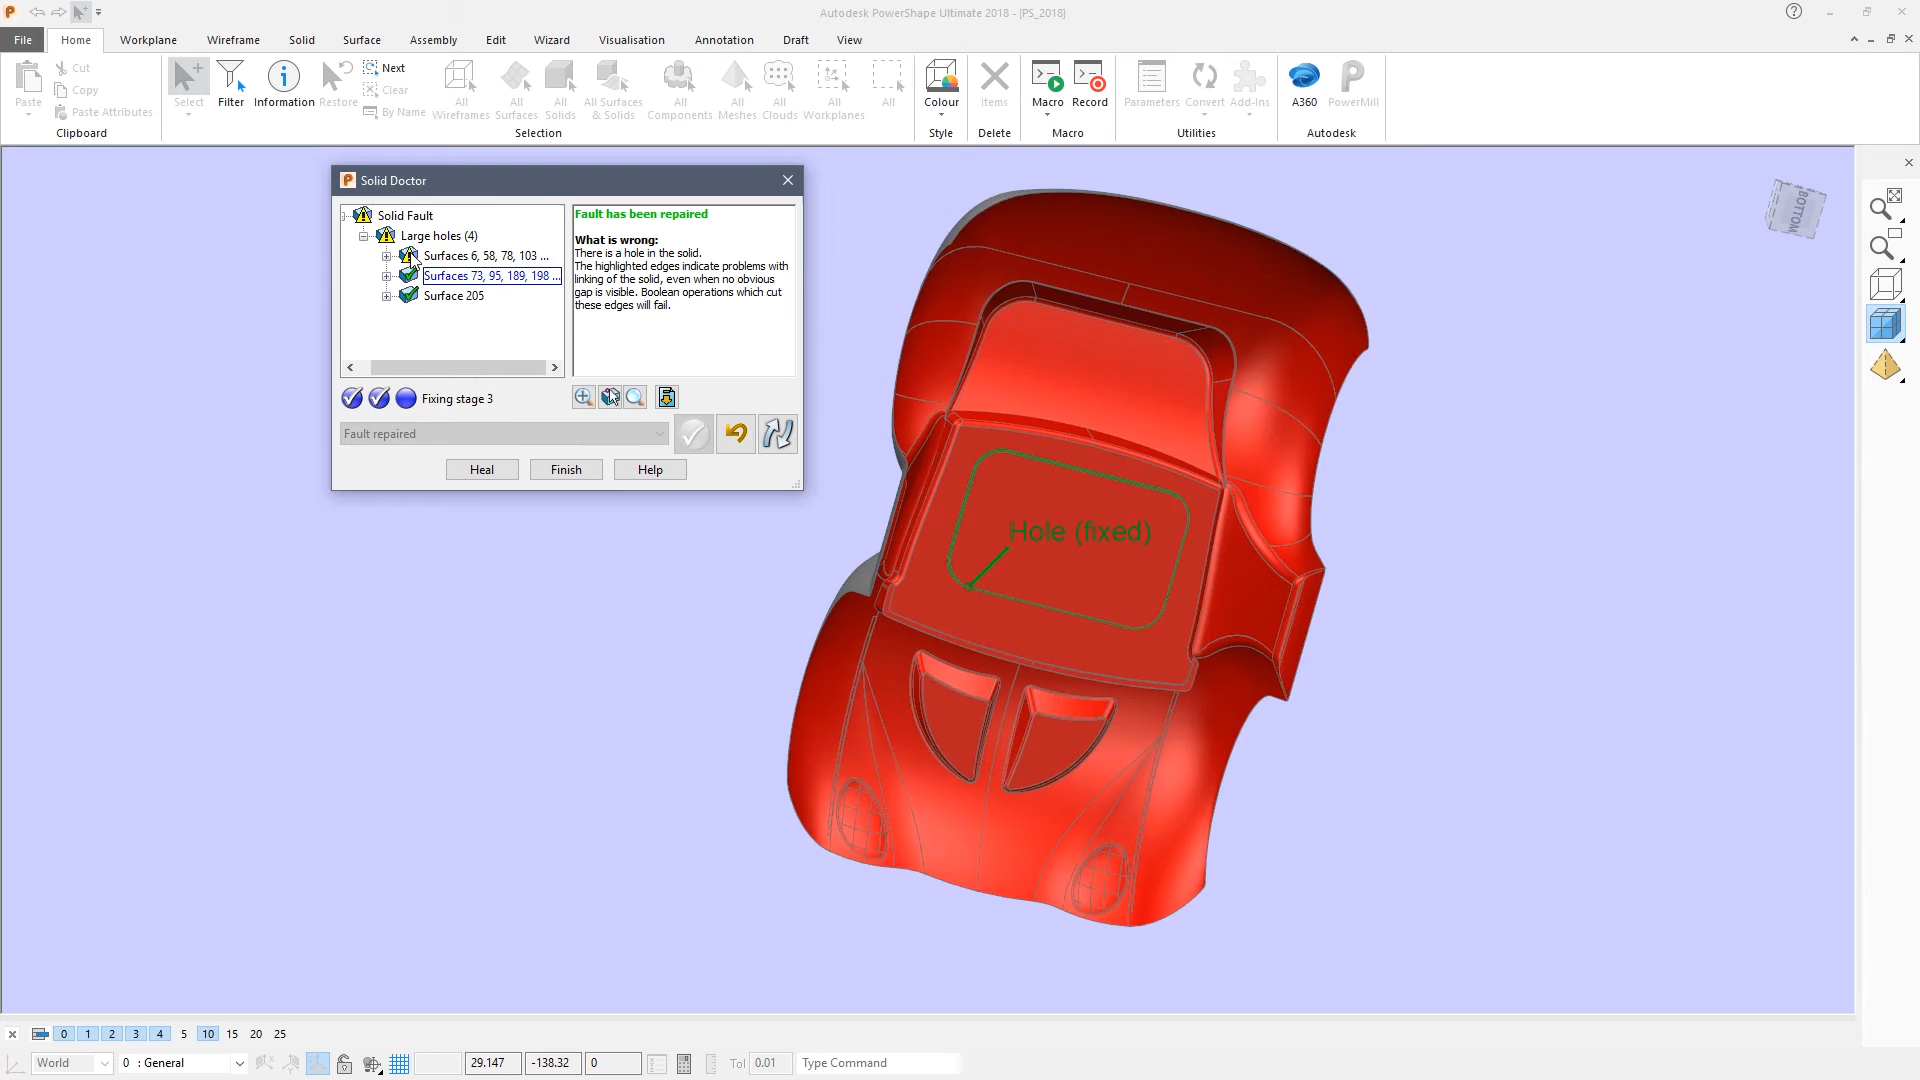 Autodesk PowerShape Ultimate 2018 - [PS_2018]
File Home Workplane Wireframe Solid Surface Assembly Edit Wizard Visualisation Annotation Draft View
Paste
Cut
Copy
Paste Attributes
Clipboard
Select
Filter
Information
Restore
Next
Clear
By Name
All Wireframes
All Surfaces
All Solids
All Surfaces & Solids
All Components
All Meshes
All Clouds
All Workplanes
All
Selection
Colour
Style
Items
Delete
Macro
Record
Macro
Parameters
Convert
Add-Ins
Utilities
A360
PowerMill
Autodesk
Solid Doctor
Solid Fault
Large holes (4)
Surfaces 6, 58, 78, 103 ...
Surfaces 73, 95, 189, 198 ...
Surface 205
Fault has been repaired
What is wrong:
There is a hole in the solid.
The highlighted edges indicate problems with
linking of the solid, even when no obvious
gap is visible. Boolean operations which cut
these edges will fail.
Fixing stage 3
Fault repaired
Heal Finish Help
BOTTOM
Hole (fixed)
0 1 2 3 4 5 10 15 20 25
World 0 : General 29.147 -138.32 0 Tol 0.01 Type Command